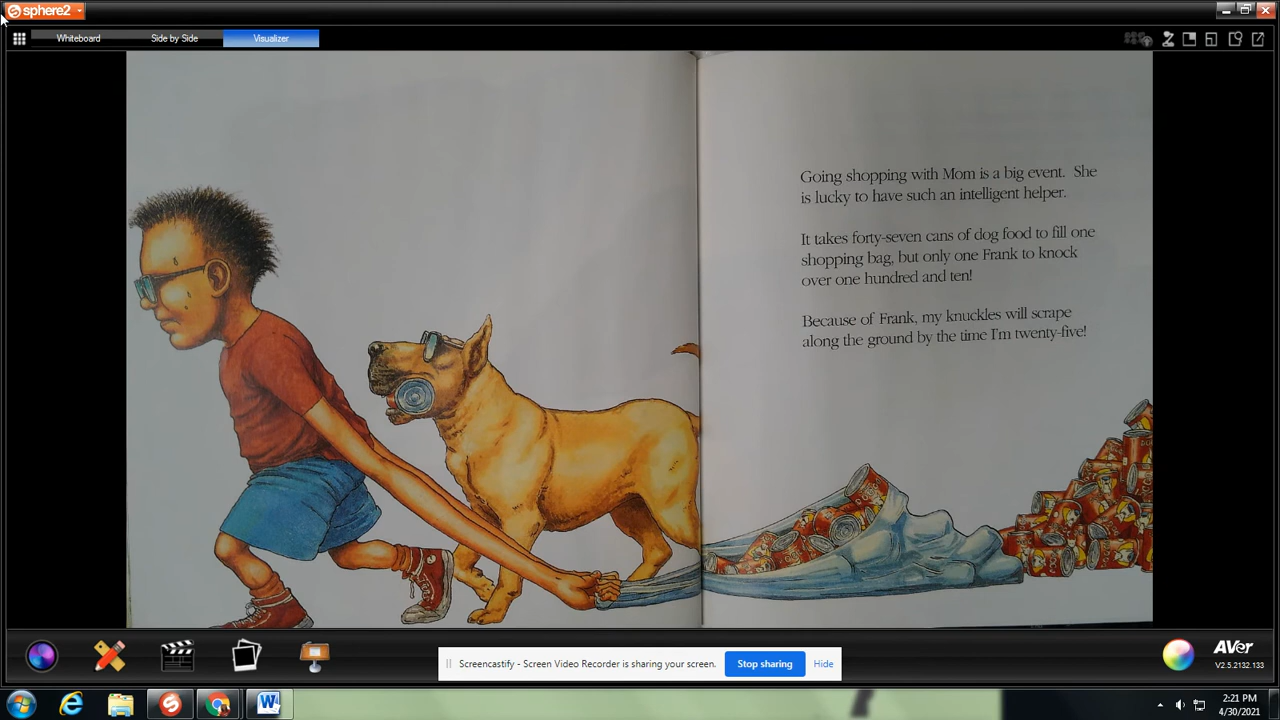 sphere2
Whiteboard
Side by Side
Visualizer
Going shopping with Mom is a big event. She
is lucky to have such an intelligent helper.
It takes forty-seven cans of dog food to fill one
shopping bag, but only one Frank to knock
over one hundred and ten!
Because of Frank, my knuckles will scrape
along the ground by the time I'm twenty-five!
Screencastify - Screen Video Recorder is sharing your screen.
Stop sharing
Hide
AVer
V2.5.2132.133
2:21 PM
4/30/2021